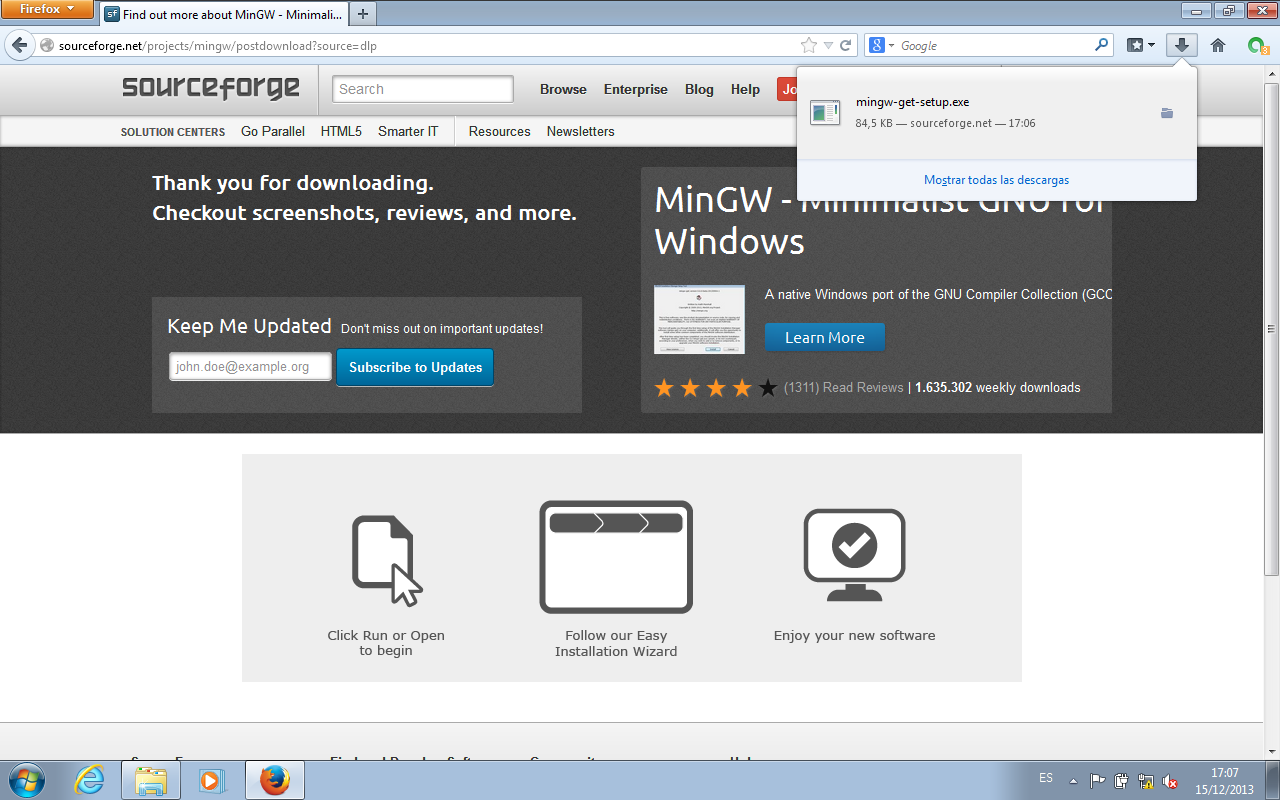 Firefox
Find out more about MinGW - Minimali...
sourceforge.net/projects/mingw/postdownload?source=dlp
Google
sourceforge
Search
Browse
Enterprise
Blog
Help
Jo
mingw-get-setup.exe
84,5 KB — sourceforge.net — 17:06
Mostrar todas las descargas
SOLUTION CENTERS
Go Parallel
HTML5
Smarter IT
Resources
Newsletters
Thank you for downloading.
Checkout screenshots, reviews, and more.
MinGW - Minimalist GNU for
Windows
A native Windows port of the GNU Compiler Collection (GCC
Learn More
(1311) Read Reviews | 1.635.302 weekly downloads
Keep Me Updated Don't miss out on important updates!
john.doe@example.org
Subscribe to Updates
Click Run or Open
to begin
Follow our Easy
Installation Wizard
Enjoy your new software
ES
17:07
15/12/2013